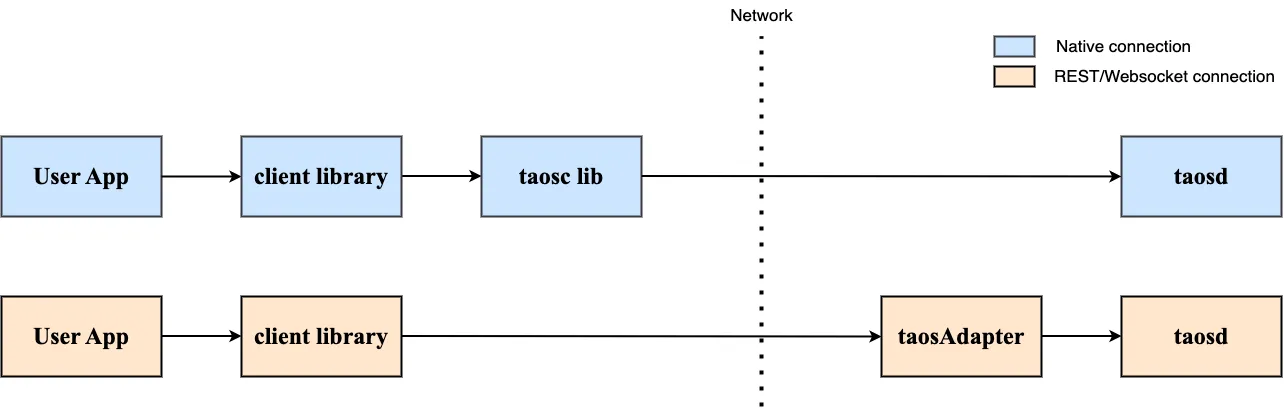 Network
Native connection
REST/Websocket connection
User App
client library
taosc lib
taosd
User App
client library
taosAdapter
taosd